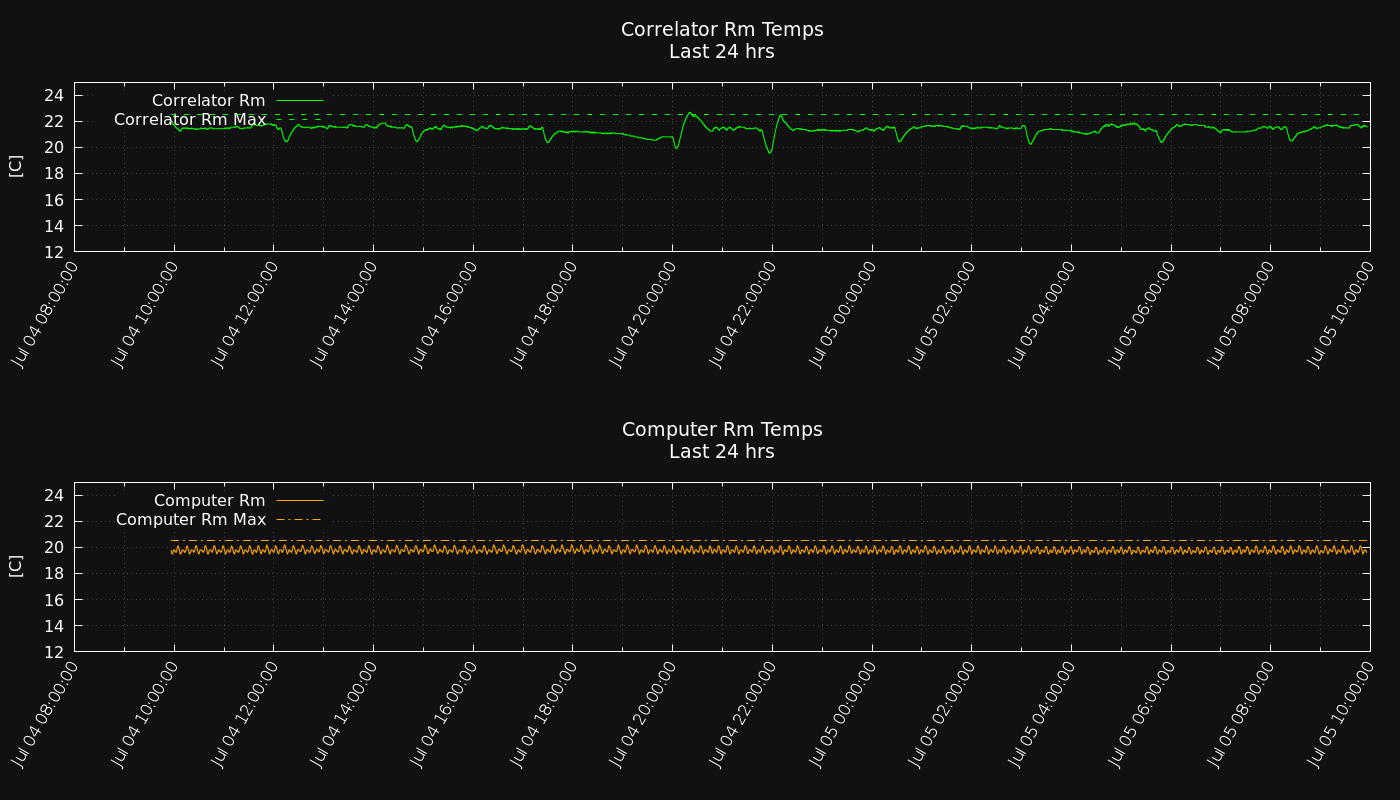 Correlator Rm Temps
Last 24 hrs
Correlator Rm
Correlator Rm Max
[C]
24
22
20
18
16
14
12
Jul 04 08:00:00
Jul 04 10:00:00
Jul 04 12:00:00
Jul 04 14:00:00
Jul 04 16:00:00
Jul 04 18:00:00
Jul 04 20:00:00
Jul 04 22:00:00
Jul 05 00:00:00
Jul 05 02:00:00
Jul 05 04:00:00
Jul 05 06:00:00
Jul 05 08:00:00
Jul 05 10:00:00
Computer Rm Temps
Last 24 hrs
Computer Rm
Computer Rm Max
[C]
24
22
20
18
16
14
12
Jul 04 08:00:00
Jul 04 10:00:00
Jul 04 12:00:00
Jul 04 14:00:00
Jul 04 16:00:00
Jul 04 18:00:00
Jul 04 20:00:00
Jul 04 22:00:00
Jul 05 00:00:00
Jul 05 02:00:00
Jul 05 04:00:00
Jul 05 06:00:00
Jul 05 08:00:00
Jul 05 10:00:00